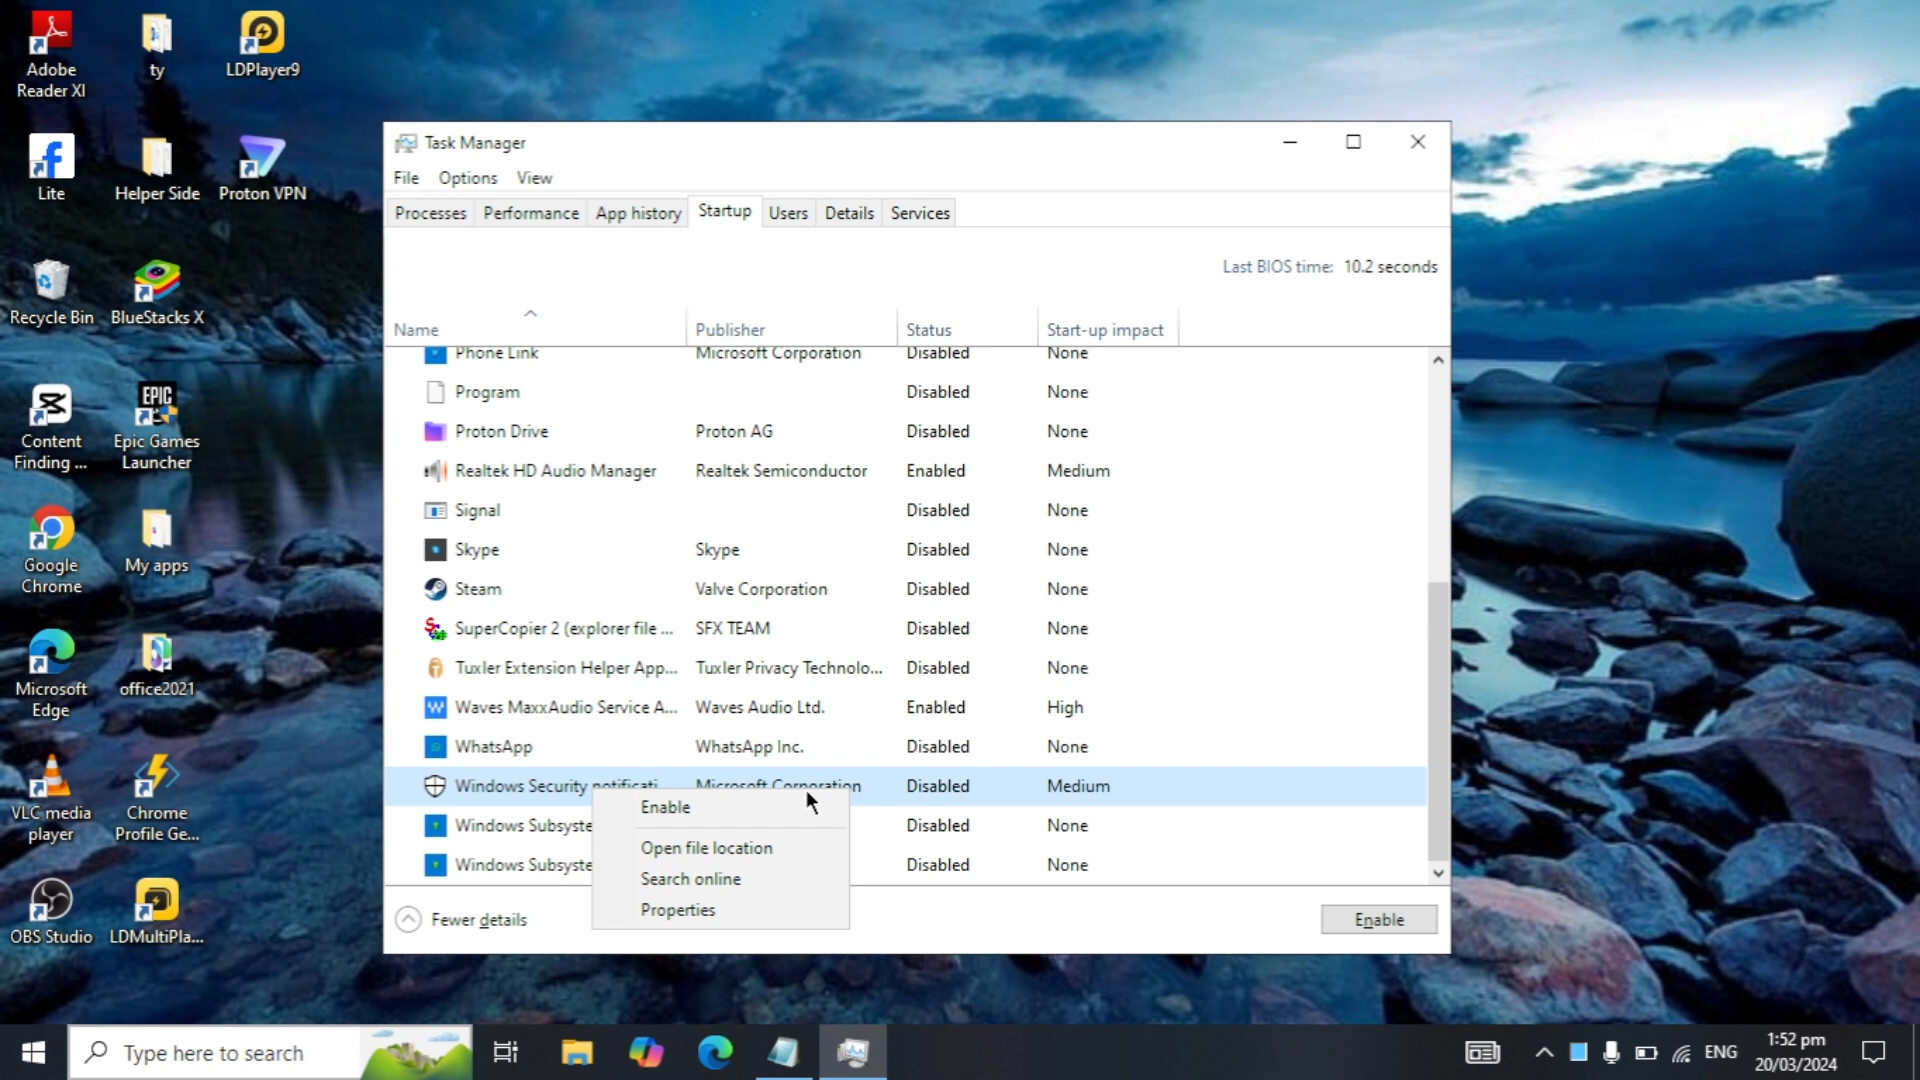 Adobe
Reader XI
ty
LDPlayer9
Lite
Helper Side
Proton VPN
Recycle Bin
BlueStacks X
Content
Finding ...
EPIC
GAMES
Epic Games
Launcher
Google
Chrome
My apps
Microsoft
Edge
office2021
VLC media
player
Chrome
Profile Ge...
OBS Studio
LDMultiPla...
Task Manager
File Options View
Processes Performance App history Startup Users Details Services
Last BIOS time: 10.2 seconds
Name Publisher Status Start-up impact
Phone Link Microsoft Corporation Disabled None
Program Disabled None
Proton Drive Proton AG Disabled None
Realtek HD Audio Manager Realtek Semiconductor Enabled Medium
Signal Disabled None
Skype Skype Disabled None
Steam Valve Corporation Disabled None
SuperCopier 2 (explorer file ... SFX TEAM Disabled None
Tuxler Extension Helper App... Tuxler Privacy Technolo... Disabled None
Waves MaxxAudio Service A... Waves Audio Ltd. Enabled High
WhatsApp WhatsApp Inc. Disabled None
Windows Security notificati Microsoft Corporation Disabled Medium
Windows Subsyste Disabled None
Windows Subsyste Disabled None
Enable
Open file location
Search online
Properties
Fewer details
Enable
Type here to search
ENG
1:52 pm
20/03/2024